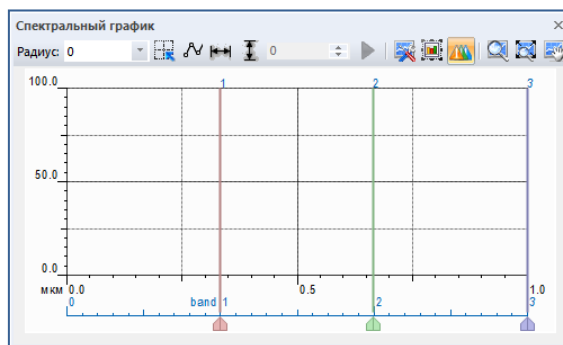 Спектральный график
Радиус: 0 0
1 2 3
100.0
50.0
0.0
мкм 0.0 0.5 1.0
0 band 1 2 3